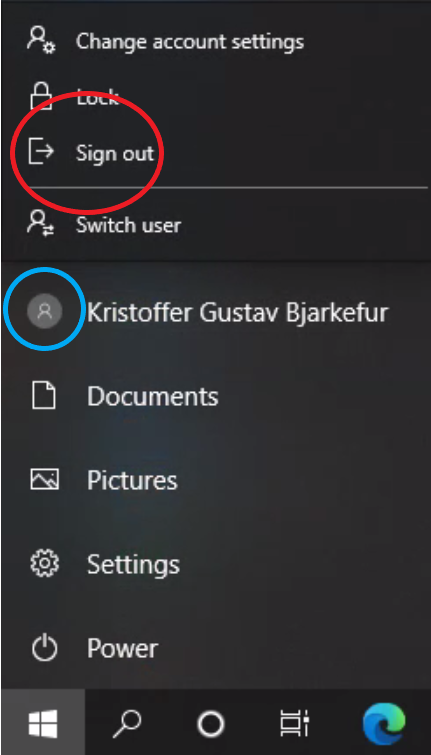 Change account settings
Lock
Sign out
Switch user
Kristoffer Gustav Bjarkefur
Documents
Pictures
Settings
Power